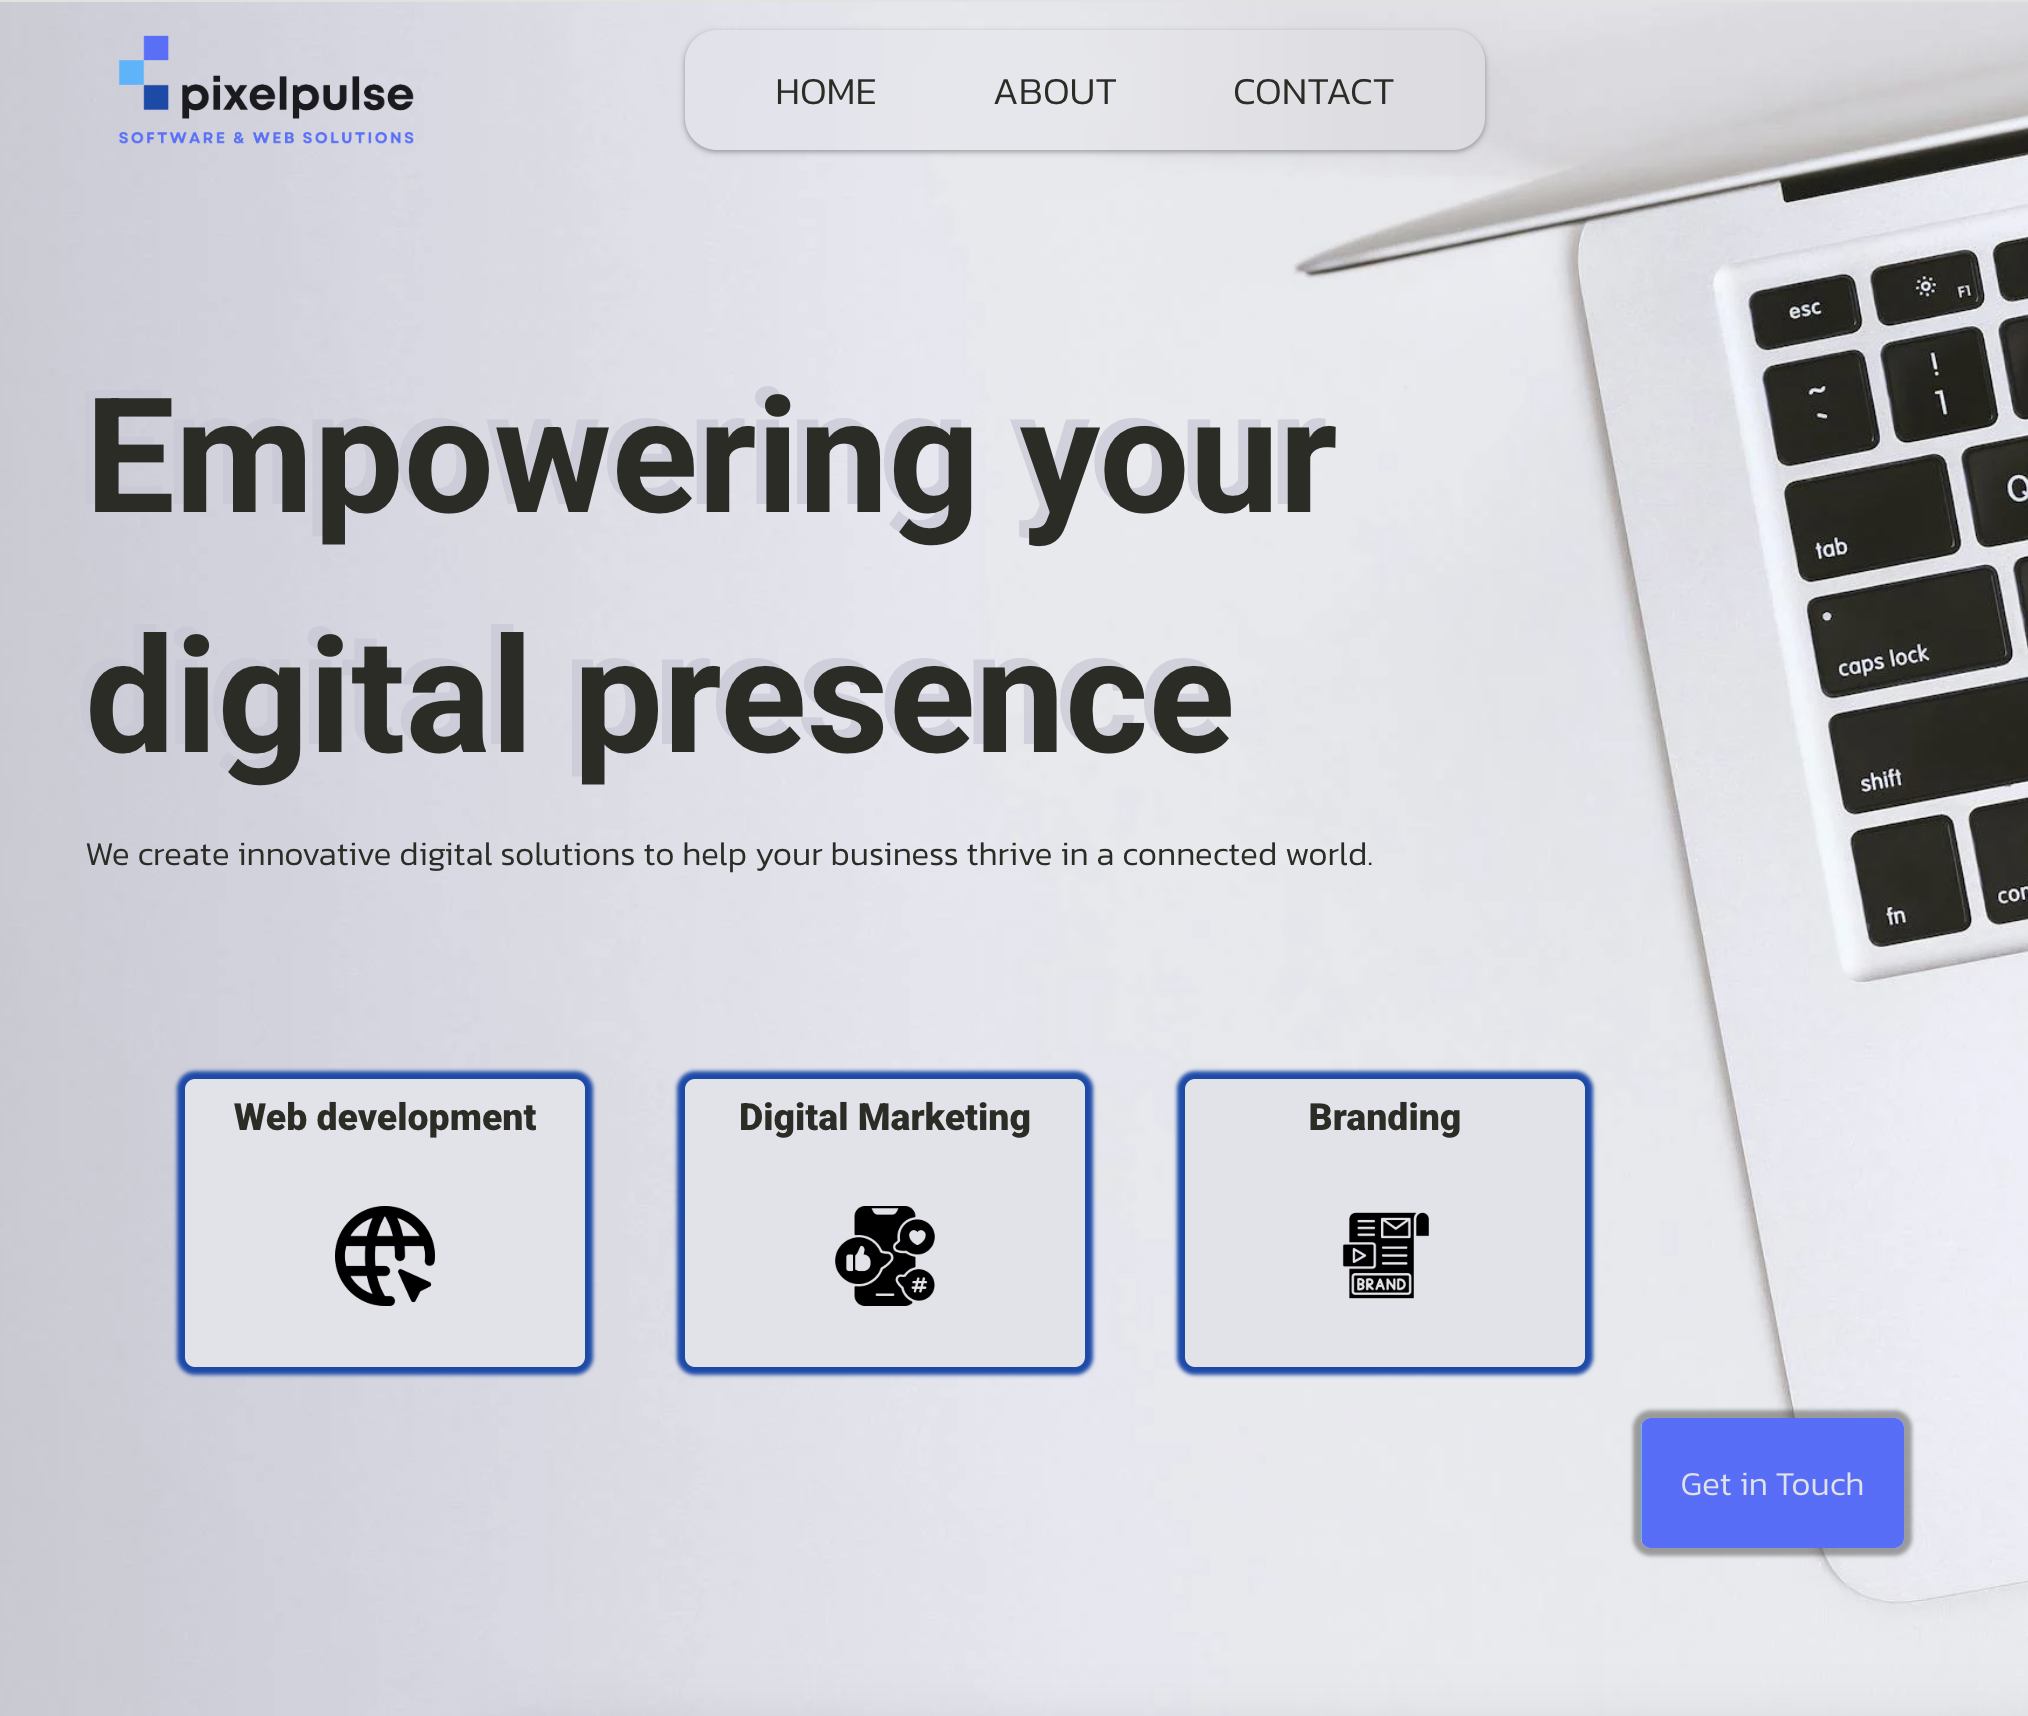 pixelpulse
SOFTWARE & WEB SOLUTIONS
HOME ABOUT CONTACT
Empowering your
digital presence
We create innovative digital solutions to help your business thrive in a connected world.
Web development
Digital Marketing
#
Branding
BRAND
Get in Touch
esc
F1
~
`
!
1
tab
Q
caps lock
shift
fn